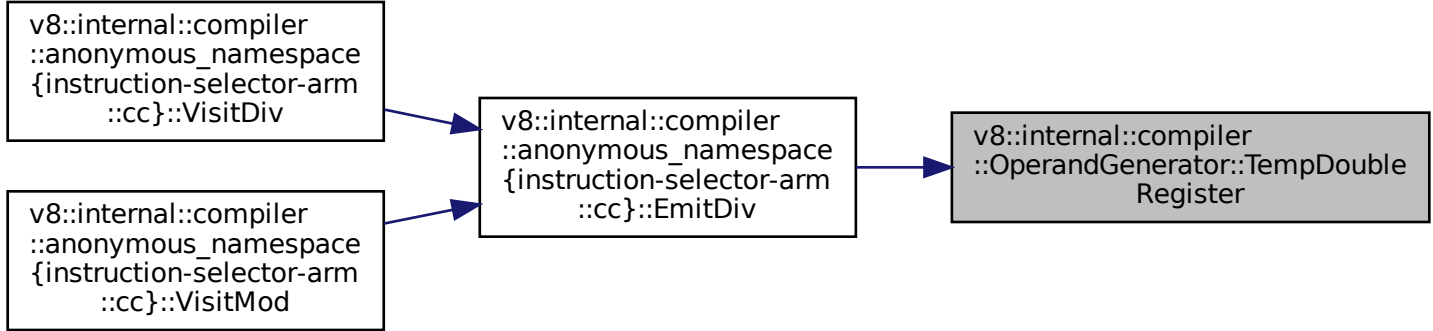 v8::internal::compiler
::anonymous_namespace
{instruction-selector-arm
::cc}::VisitDiv
v8::internal::compiler
::anonymous_namespace
{instruction-selector-arm
::cc}::VisitMod
v8::internal::compiler
::anonymous_namespace
{instruction-selector-arm
::cc}::EmitDiv
v8::internal::compiler
::OperandGenerator::TempDouble
Register